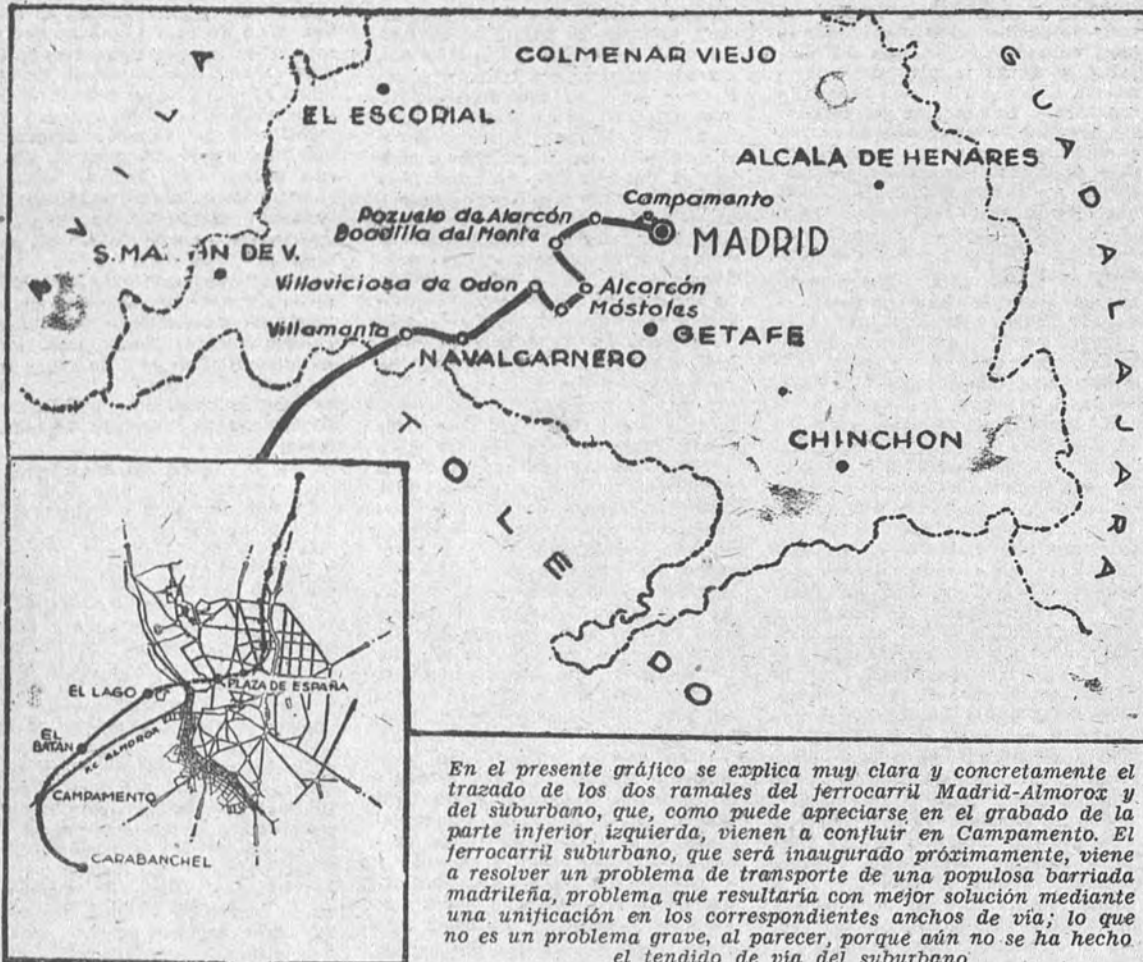 COLMENAR VIEJO
EL ESCORIAL
AVILA
GUADALAJARA
ALCALA DE HENARES
Campamento
Pozuelo de Alarcón
Boadilla del Monte
MADRID
S. MA DE V.
Villaviciosa de Odon
Alcorcón
Móstoles
Villamanta
GETAFE
NAVALCARNERO
TOLEDO
CHINCHON
EL LAGO
PLAZA DE ESPAÑA
EL BATAN
F.C. ALMOROX
CAMPAMENTO
CARABANCHEL
En el presente gráfico se explica muy clara y concretamente el
trazado de los dos ramales del ferrocarril Madrid-Almorox y
del suburbano, que, como puede apreciarse en el grabado de la
parte inferior izquierda, vienen a confluir en Campamento. El
ferrocarril suburbano, que será inaugurado próximamente, viene
a resolver un problema de transporte de una populosa barriada
madrileña, problema que resultaría con mejor solución mediante
una unificación en los correspondientes anchos de vía; lo que
no es un problema grave, al parecer, porque aún no se ha hecho
el tendido de vía del suburbano